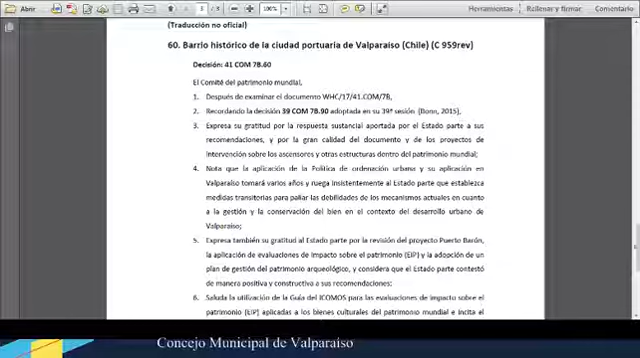 Abrir
3
/ 3
100%
Herramientas
Rellenar y firmar
Comentario
(Traducción no oficial)
60. Barrio histórico de la ciudad portuaria de Valparaíso (Chile) (C 959rev)
Decisión: 41 COM 7B.60
El Comité del patrimonio mundial,
1. Después de examinar el documento WHC/17/41.COM/7B,
2. Recordando la decisión 39 COM 7B.90 adoptada en su 39ª sesión (Bonn, 2015),
3. Expresa su gratitud por la respuesta sustancial aportada por el Estado parte a sus
recomendaciones, y por la gran calidad del documento y de los proyectos de
intervención sobre los ascensores y otras estructuras dentro del patrimonio mundial;
4. Nota que la aplicación de la Política de ordenación urbana y su aplicación en
Valparaíso tomará varios años y ruega insistentemente al Estado parte que establezca
medidas transitorias para paliar las debilidades de los mecanismos actuales en cuanto
a la gestión y la conservación del bien en el contexto del desarrollo urbano de
Valparaíso;
5. Expresa también su gratitud al Estado parte por la revisión del proyecto Puerto Barón,
la aplicación de evaluaciones de impacto sobre el patrimonio (EIP) y la adopción de un
plan de gestión del patrimonio arqueológico, y considera que el Estado parte contestó
de manera positiva y constructiva a sus recomendaciones;
6. Saluda la utilización de la Guía del ICOMOS para las evaluaciones de impacto sobre el
patrimonio (EIP) aplicadas a los bienes culturales del patrimonio mundial e incita el
Concejo Municipal de Valparaíso